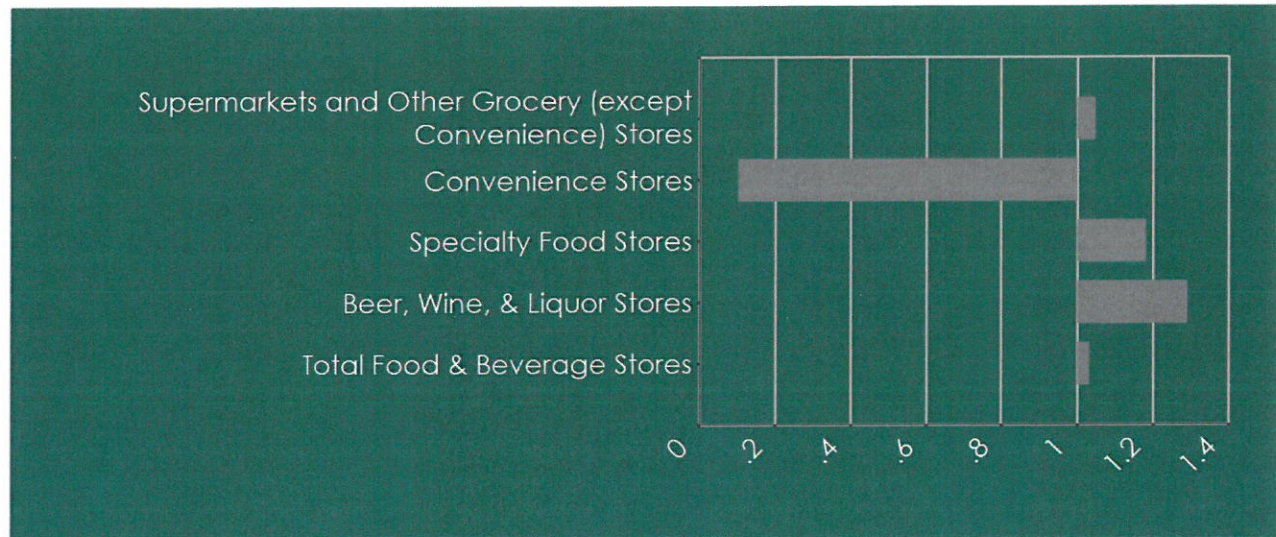 Supermarkets and Other Grocery (except
Convenience) Stores
Convenience Stores
Specialty Food Stores
Beer, Wine, & Liquor Stores
Total Food & Beverage Stores
0 .2 .4 .6 .8 1 1.2 1.4